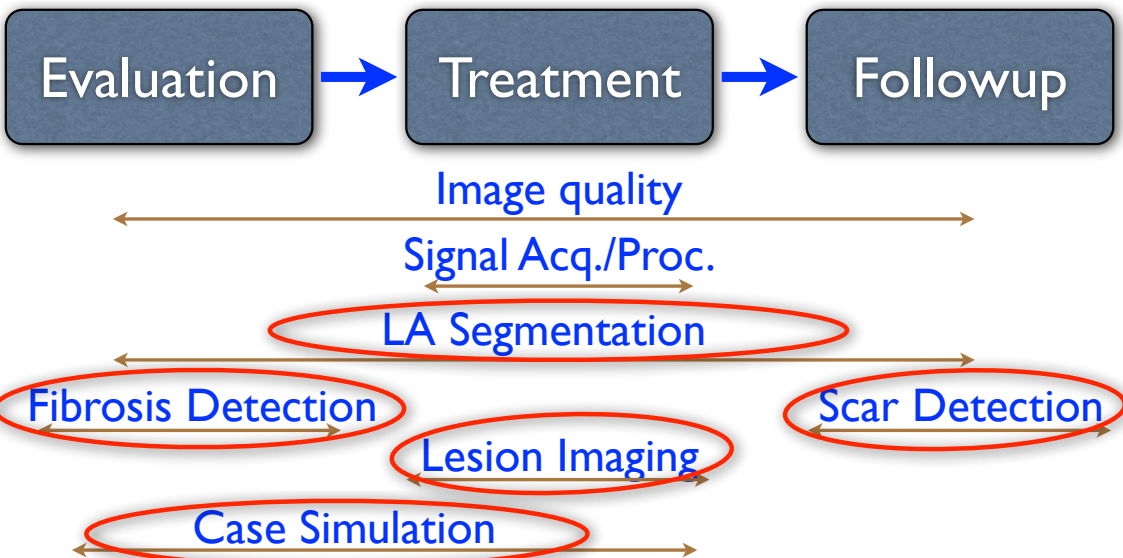 Evaluation Treatment Followup
Image quality
Signal Acq./Proc.
LA Segmentation
Fibrosis Detection Scar Detection
Lesion Imaging
Case Simulation